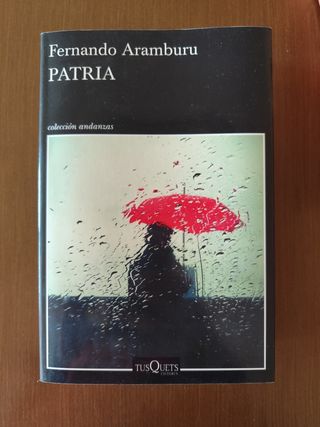 Fernando Aramburu
PATRIA
colección andanzas
TUSQUETS
EDITORES